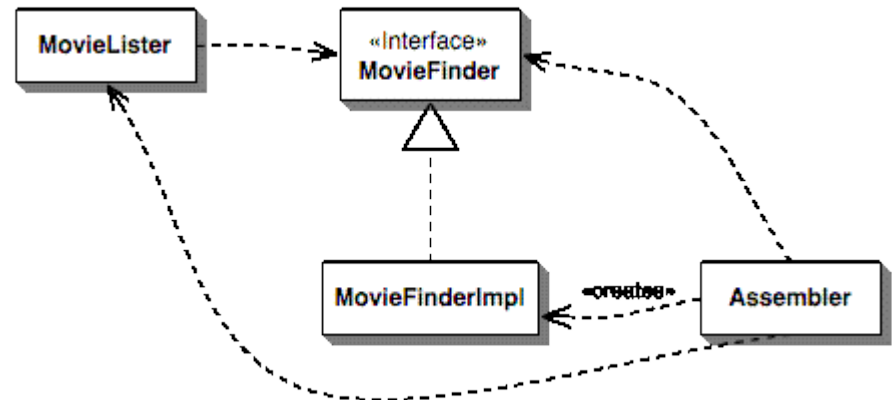 MovieLister
«Interface»
MovieFinder
MovieFinderImpl
«creates»
Assembler